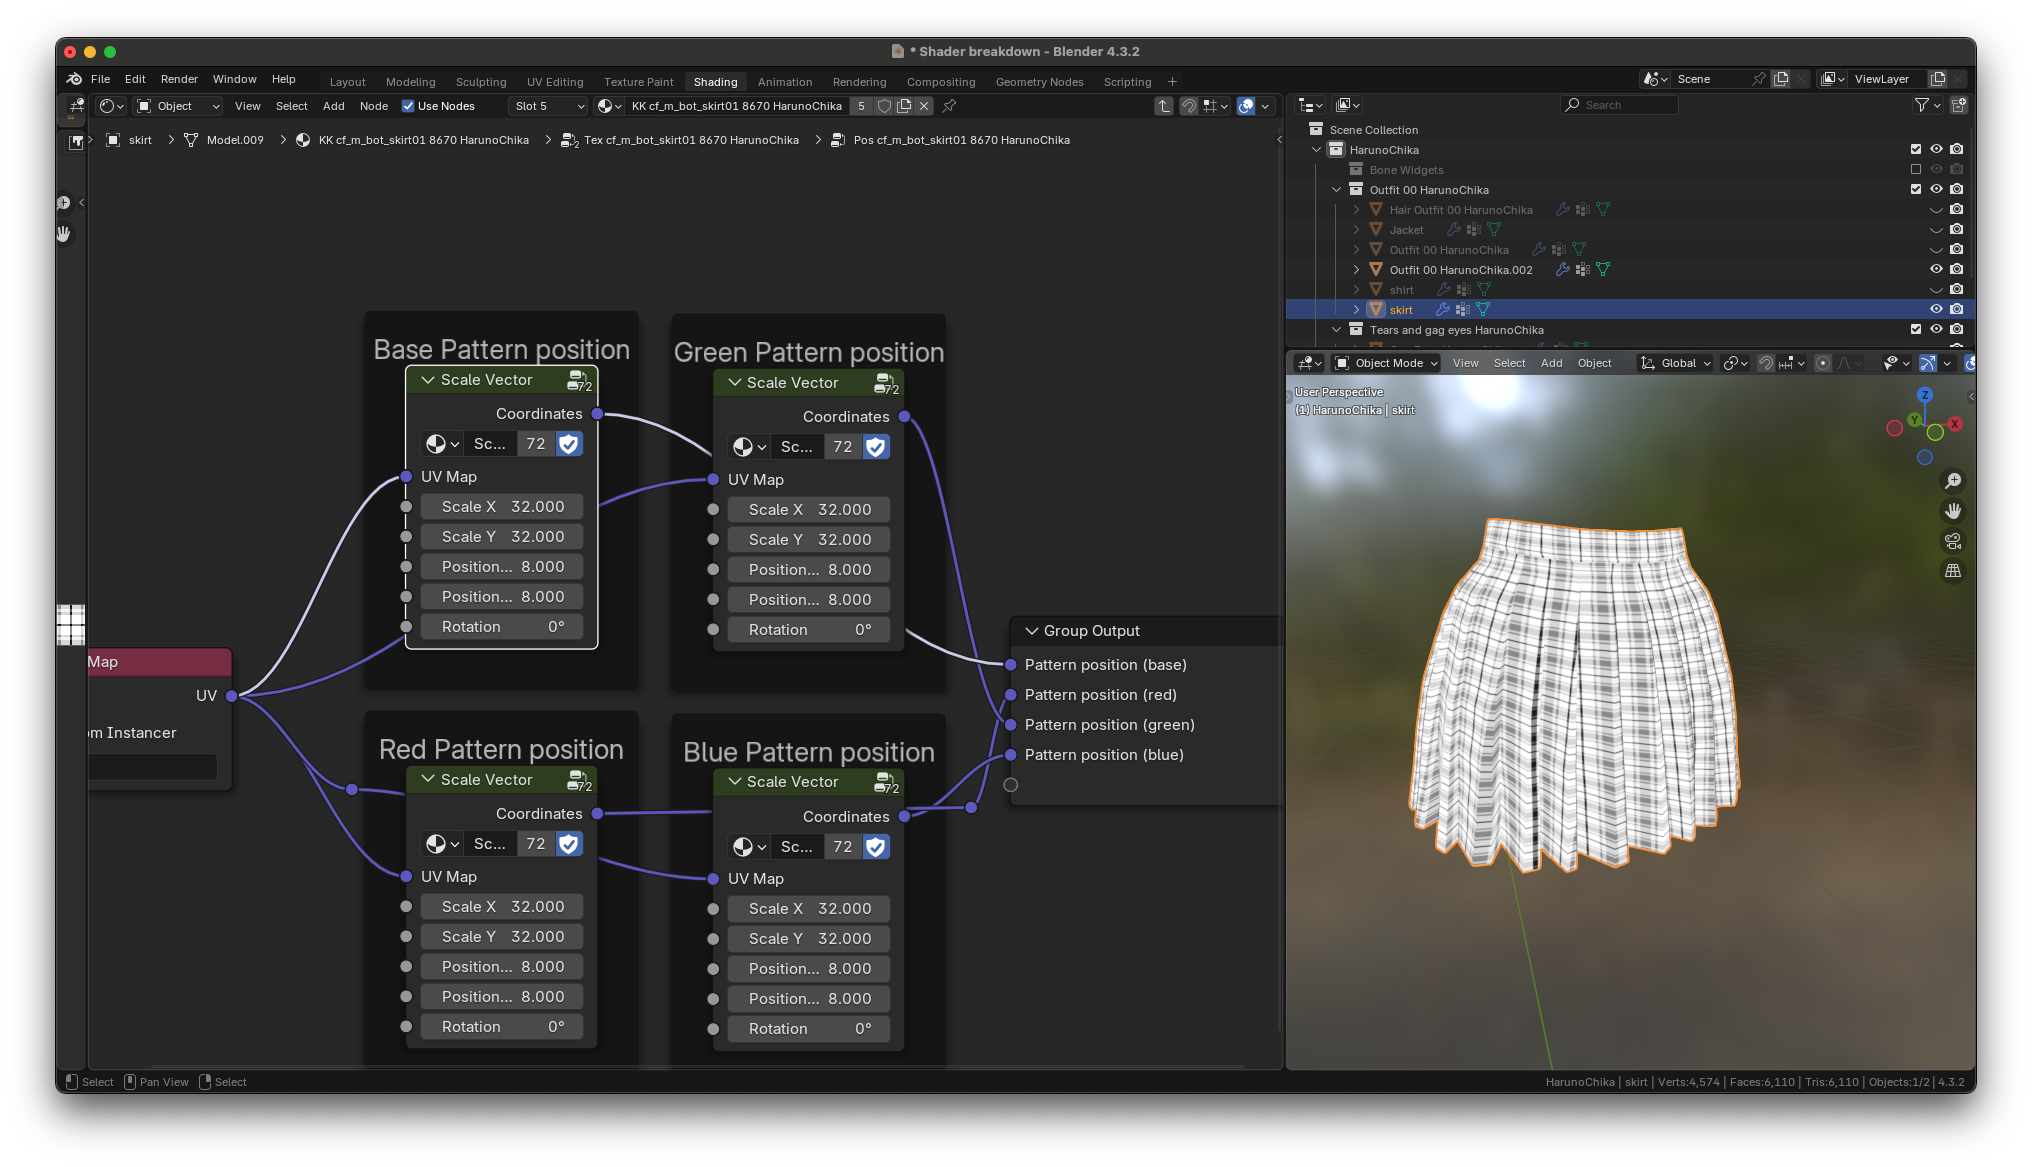 * Shader breakdown - Blender 4.3.2
File Edit Render Window Help
Layout Modeling Sculpting UV Editing Texture Paint Shading Animation Rendering Compositing Geometry Nodes Scripting +
Scene
ViewLayer
Object View Select Add Node Use Nodes Slot 5 KK cf_m_bot_skirt01 8670 HarunoChika 5
skirt > Model.009 > KK cf_m_bot_skirt01 8670 HarunoChika > Tex cf_m_bot_skirt01 8670 HarunoChika > Pos cf_m_bot_skirt01 8670 HarunoChika
Base Pattern position
Scale Vector 72
Coordinates
Sc... 72
UV Map
Scale X 32.000
Scale Y 32.000
Position... 8.000
Position... 8.000
Rotation 0°
Green Pattern position
Scale Vector 72
Coordinates
Sc... 72
UV Map
Scale X 32.000
Scale Y 32.000
Position... 8.000
Position... 8.000
Rotation 0°
Map
UV
om Instancer
Red Pattern position
Scale Vector 72
Coordinates
Sc... 72
UV Map
Scale X 32.000
Scale Y 32.000
Position... 8.000
Position... 8.000
Rotation 0°
Blue Pattern position
Scale Vector 72
Coordinates
Sc... 72
UV Map
Scale X 32.000
Scale Y 32.000
Position... 8.000
Position... 8.000
Rotation 0°
Group Output
Pattern position (base)
Pattern position (red)
Pattern position (green)
Pattern position (blue)
Search
Scene Collection
HarunoChika
Bone Widgets
Outfit 00 HarunoChika
Hair Outfit 00 HarunoChika
Jacket
Outfit 00 HarunoChika
Outfit 00 HarunoChika.002
shirt
skirt
Tears and gag eyes HarunoChika
Object Mode View Select Add Object Global
User Perspective
(1) HarunoChika | skirt
Z
Y
X
Select Pan View Select
HarunoChika | skirt | Verts:4,574 | Faces:6,110 | Tris:6,110 | Objects:1/2 | 4.3.2